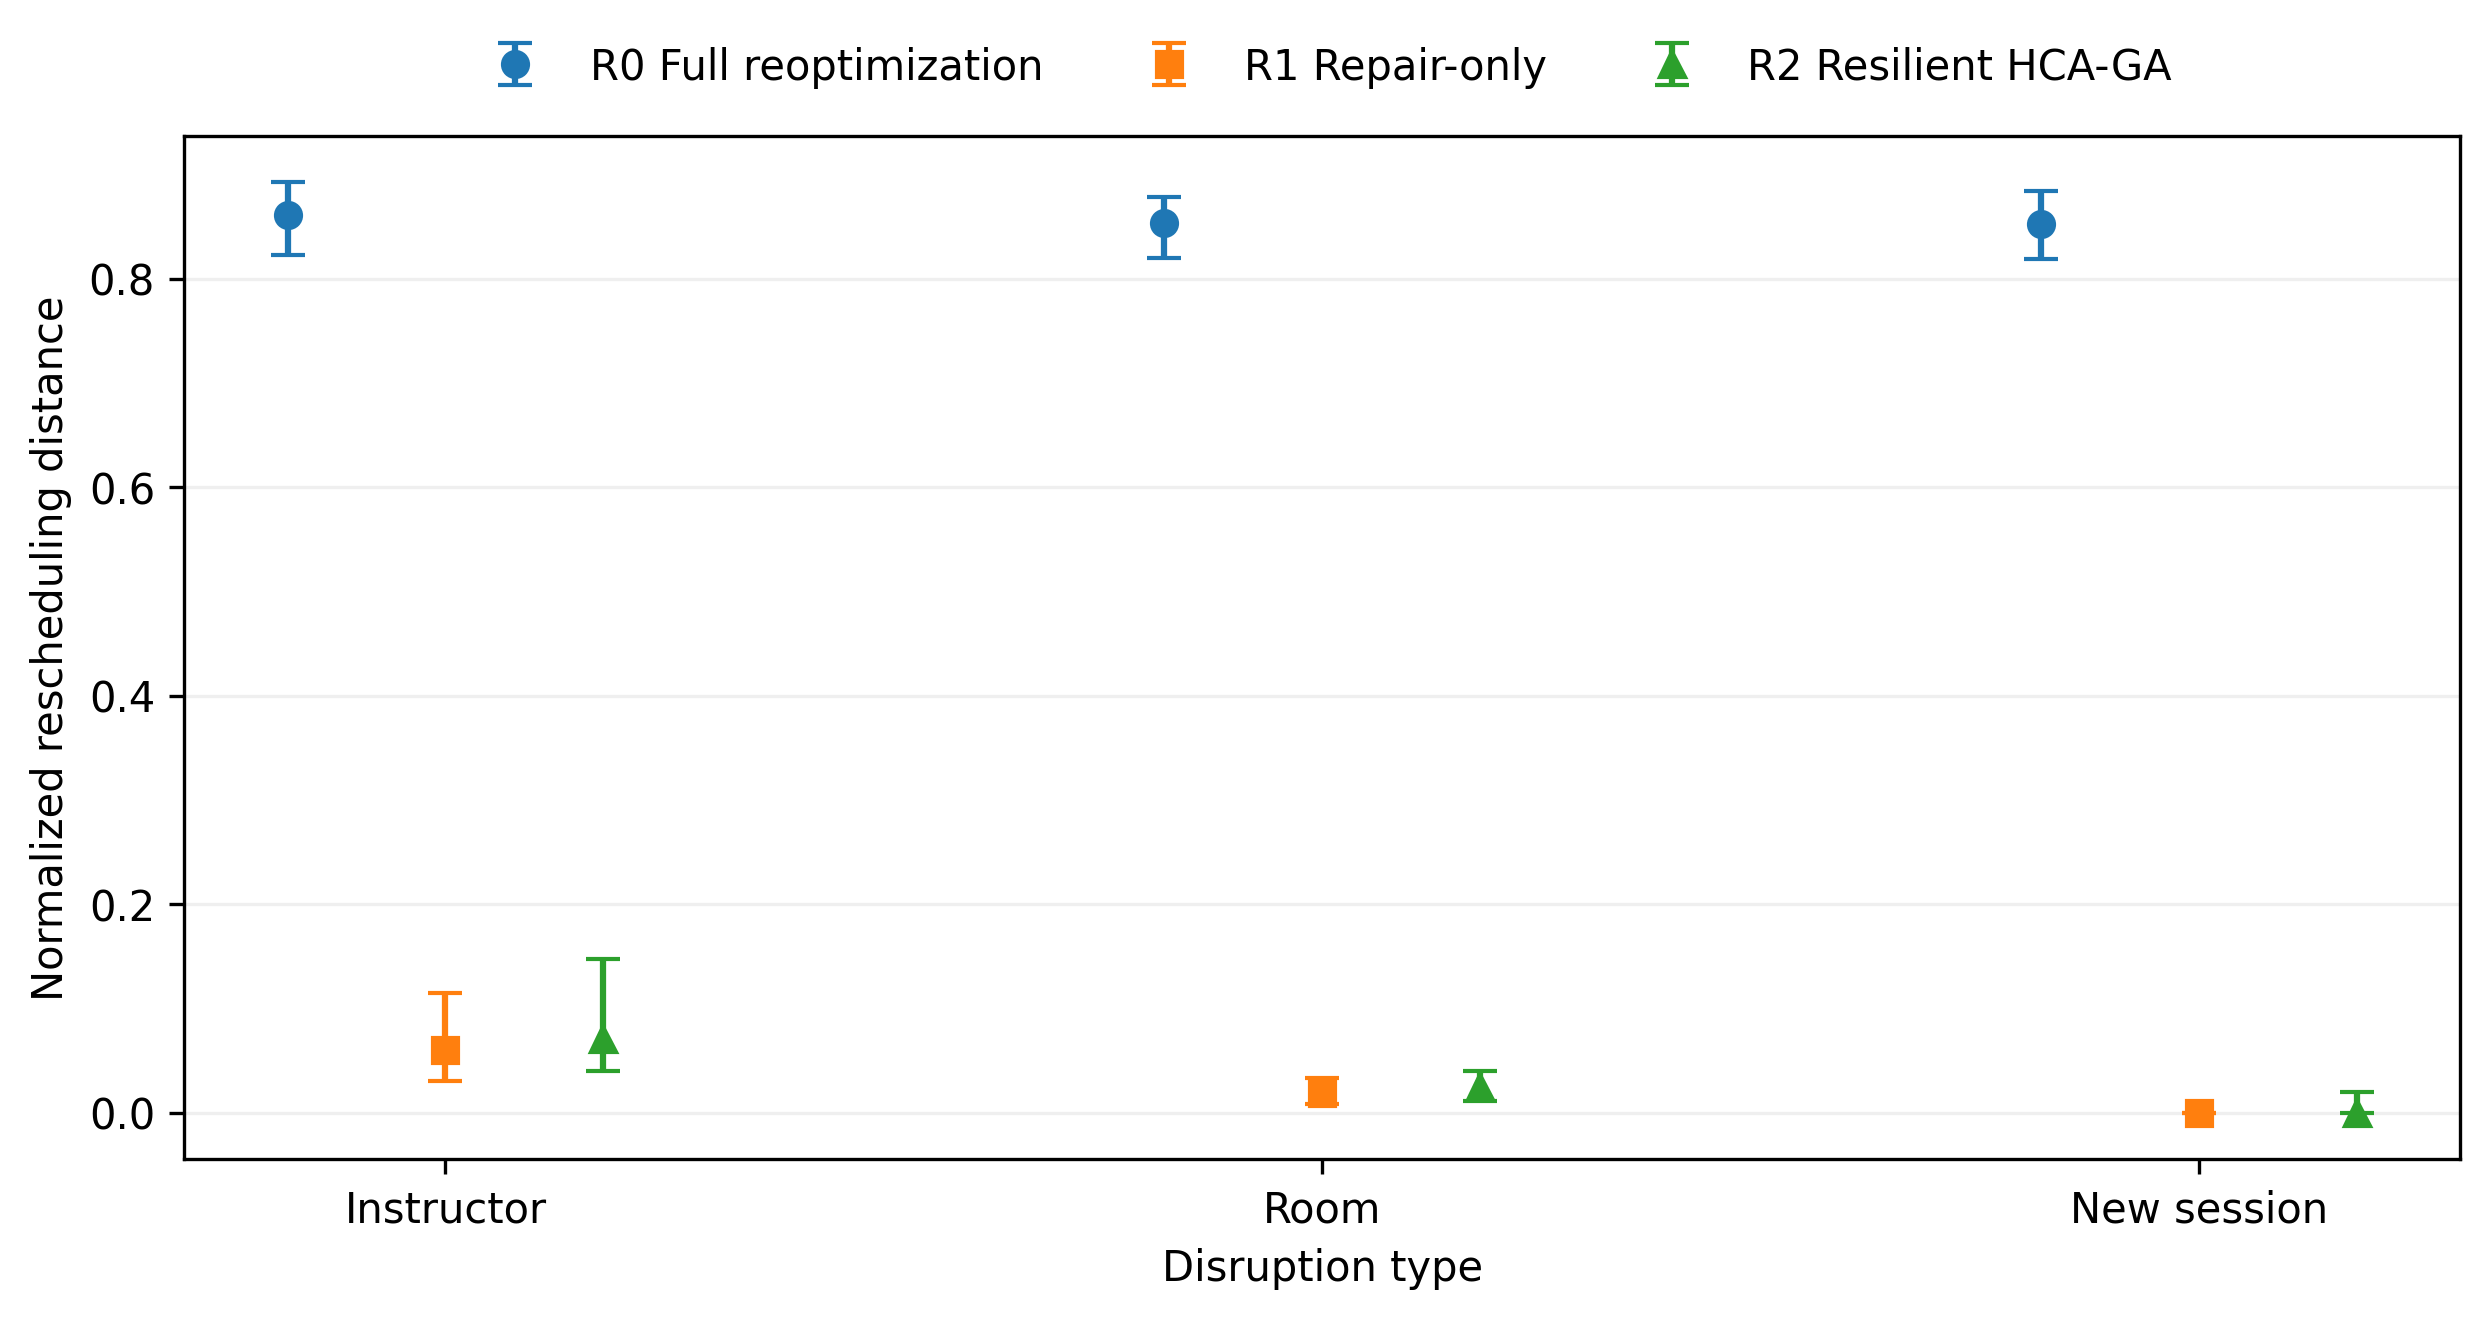 R0 Full reoptimization
R1 Repair-only
R2 Resilient HCA-GA
Normalized rescheduling distance
0.8
0.6
0.4
0.2
0.0
Instructor
Room
New session
Disruption type